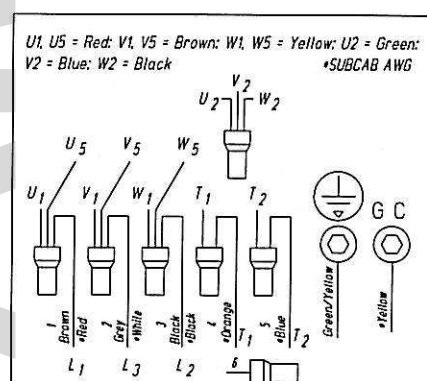 U1, U5 = Red: V1, V5 = Brown: W1, W5 = Yellow: U2 = Green:
V2 = Blue: W2 = Black
*SUBCAB AWG
V2
U2 W2
U5 V5 W5
U1 V1 W1 T1 T2
G C
1 Brown *Red
2 Grey *White
3 Black *Black
4 *Orange T1
5 *Blue T2
Green/Yellow
*Yellow
L1 L3 L2
6